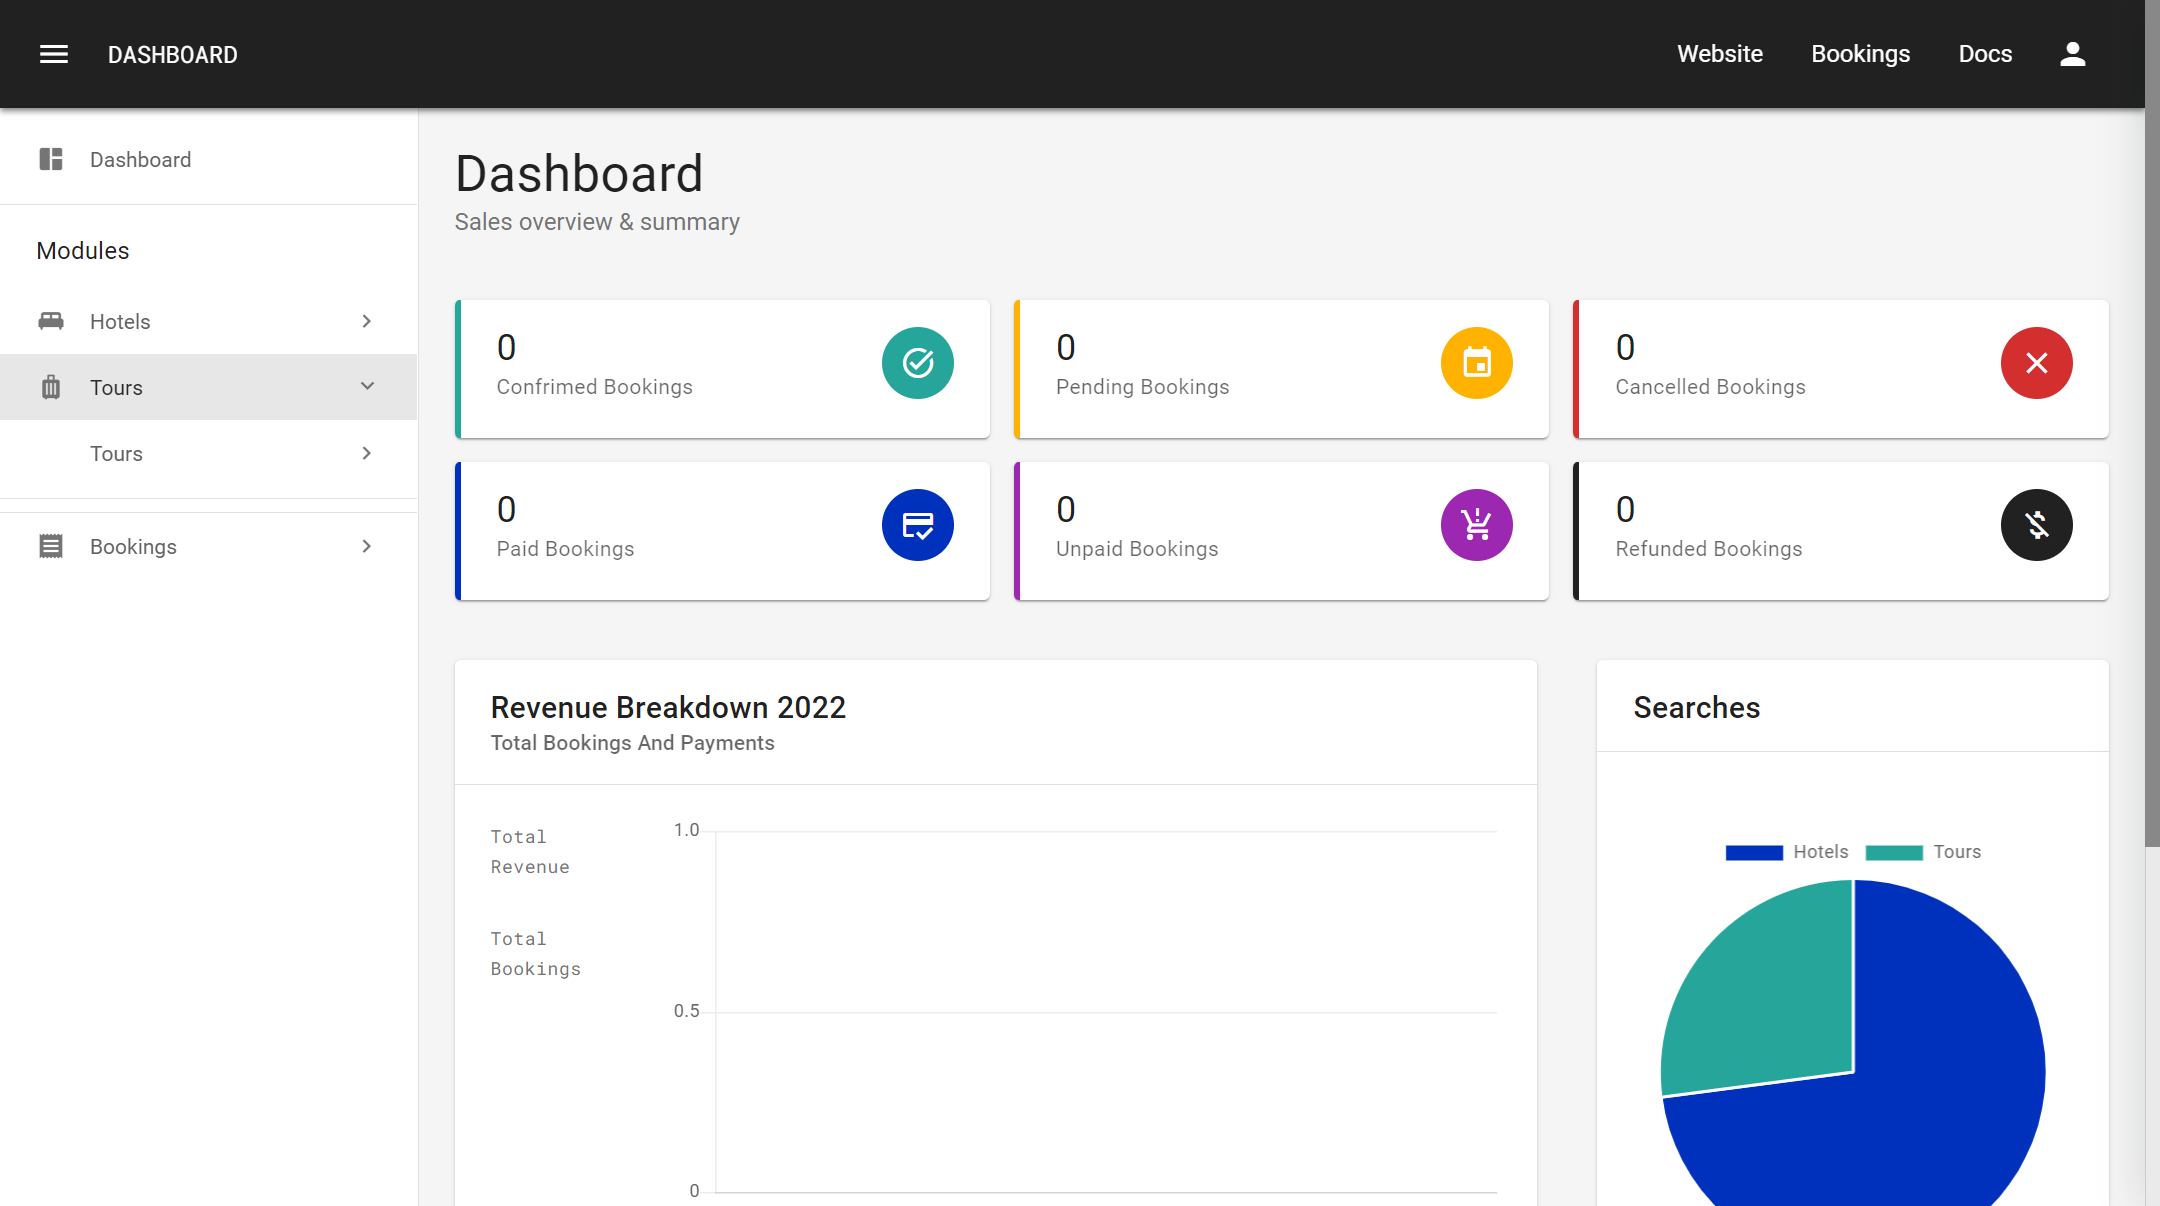 DASHBOARD
Website
Bookings
Docs
Dashboard
Modules
Hotels
Tours
Tours
Bookings
Dashboard
Sales overview & summary
0
Confrimed Bookings
0
Pending Bookings
0
Cancelled Bookings
0
Paid Bookings
0
Unpaid Bookings
0
Refunded Bookings
Revenue Breakdown 2022
Total Bookings And Payments
Total
Revenue
Total
Bookings
1.0
0.5
0
Searches
Hotels
Tours